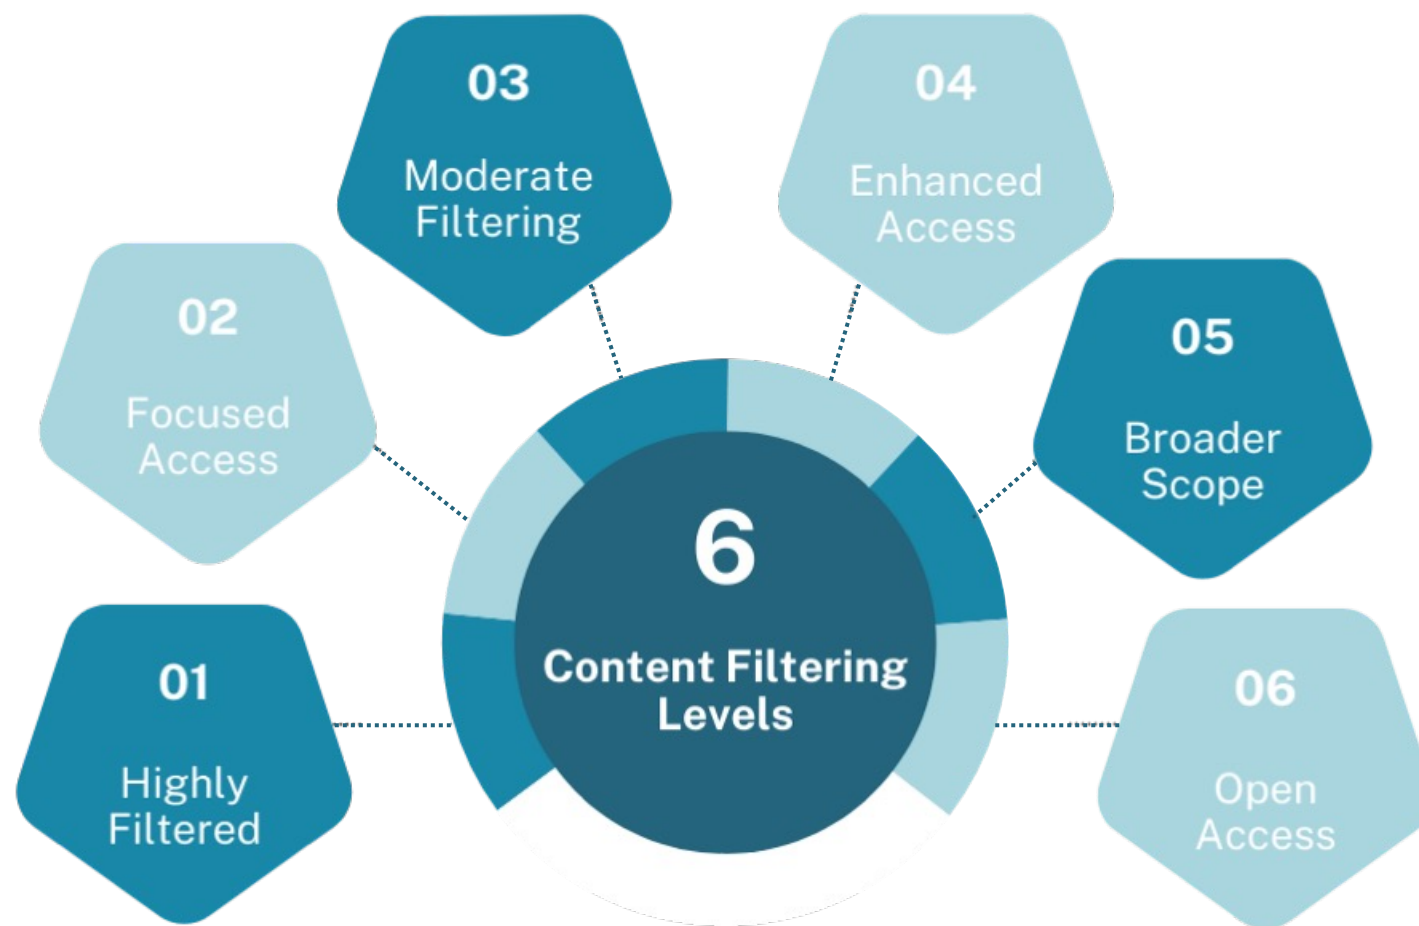 01
Highly
Filtered
02
Focused
Access
03
Moderate
Filtering
04
Enhanced
Access
05
Broader
Scope
06
Open
Access
6
Content Filtering
Levels